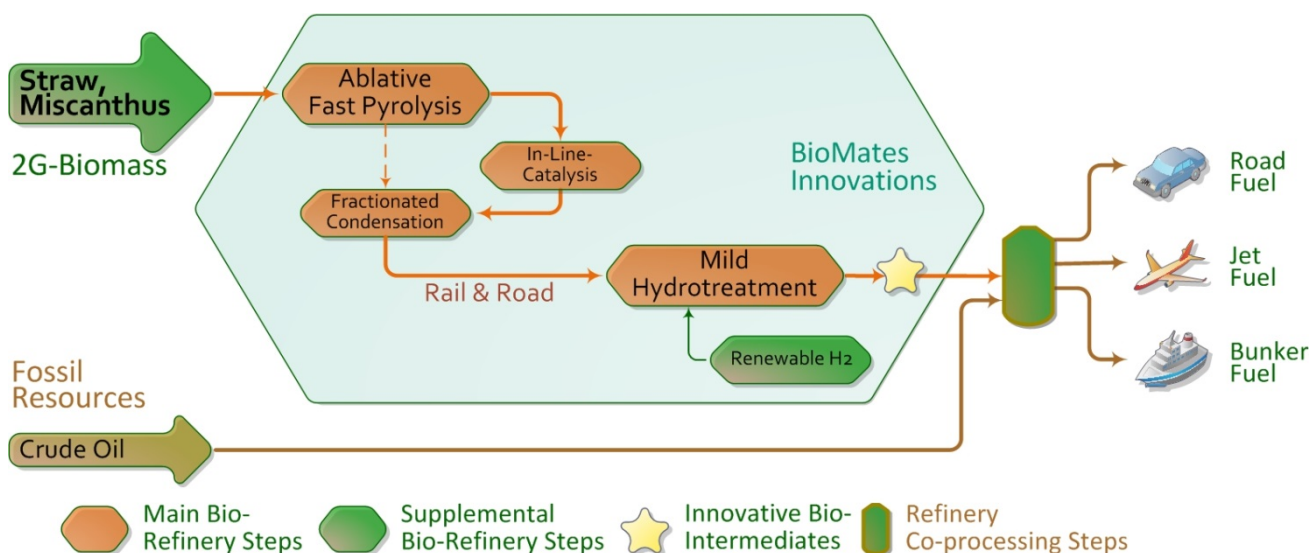 Straw,
Miscanthus
2G-Biomass
Ablative
Fast Pyrolysis
In-Line-
Catalysis
Fractionated
Condensation
BioMates
Innovations
Rail & Road
Mild
Hydrotreatment
Renewable H2
Road
Fuel
Jet
Fuel
Bunker
Fuel
Fossil
Resources
Crude Oil
Main Bio-
Refinery Steps
Supplemental
Bio-Refinery Steps
Innovative Bio-
Intermediates
Refinery
Co-processing Steps